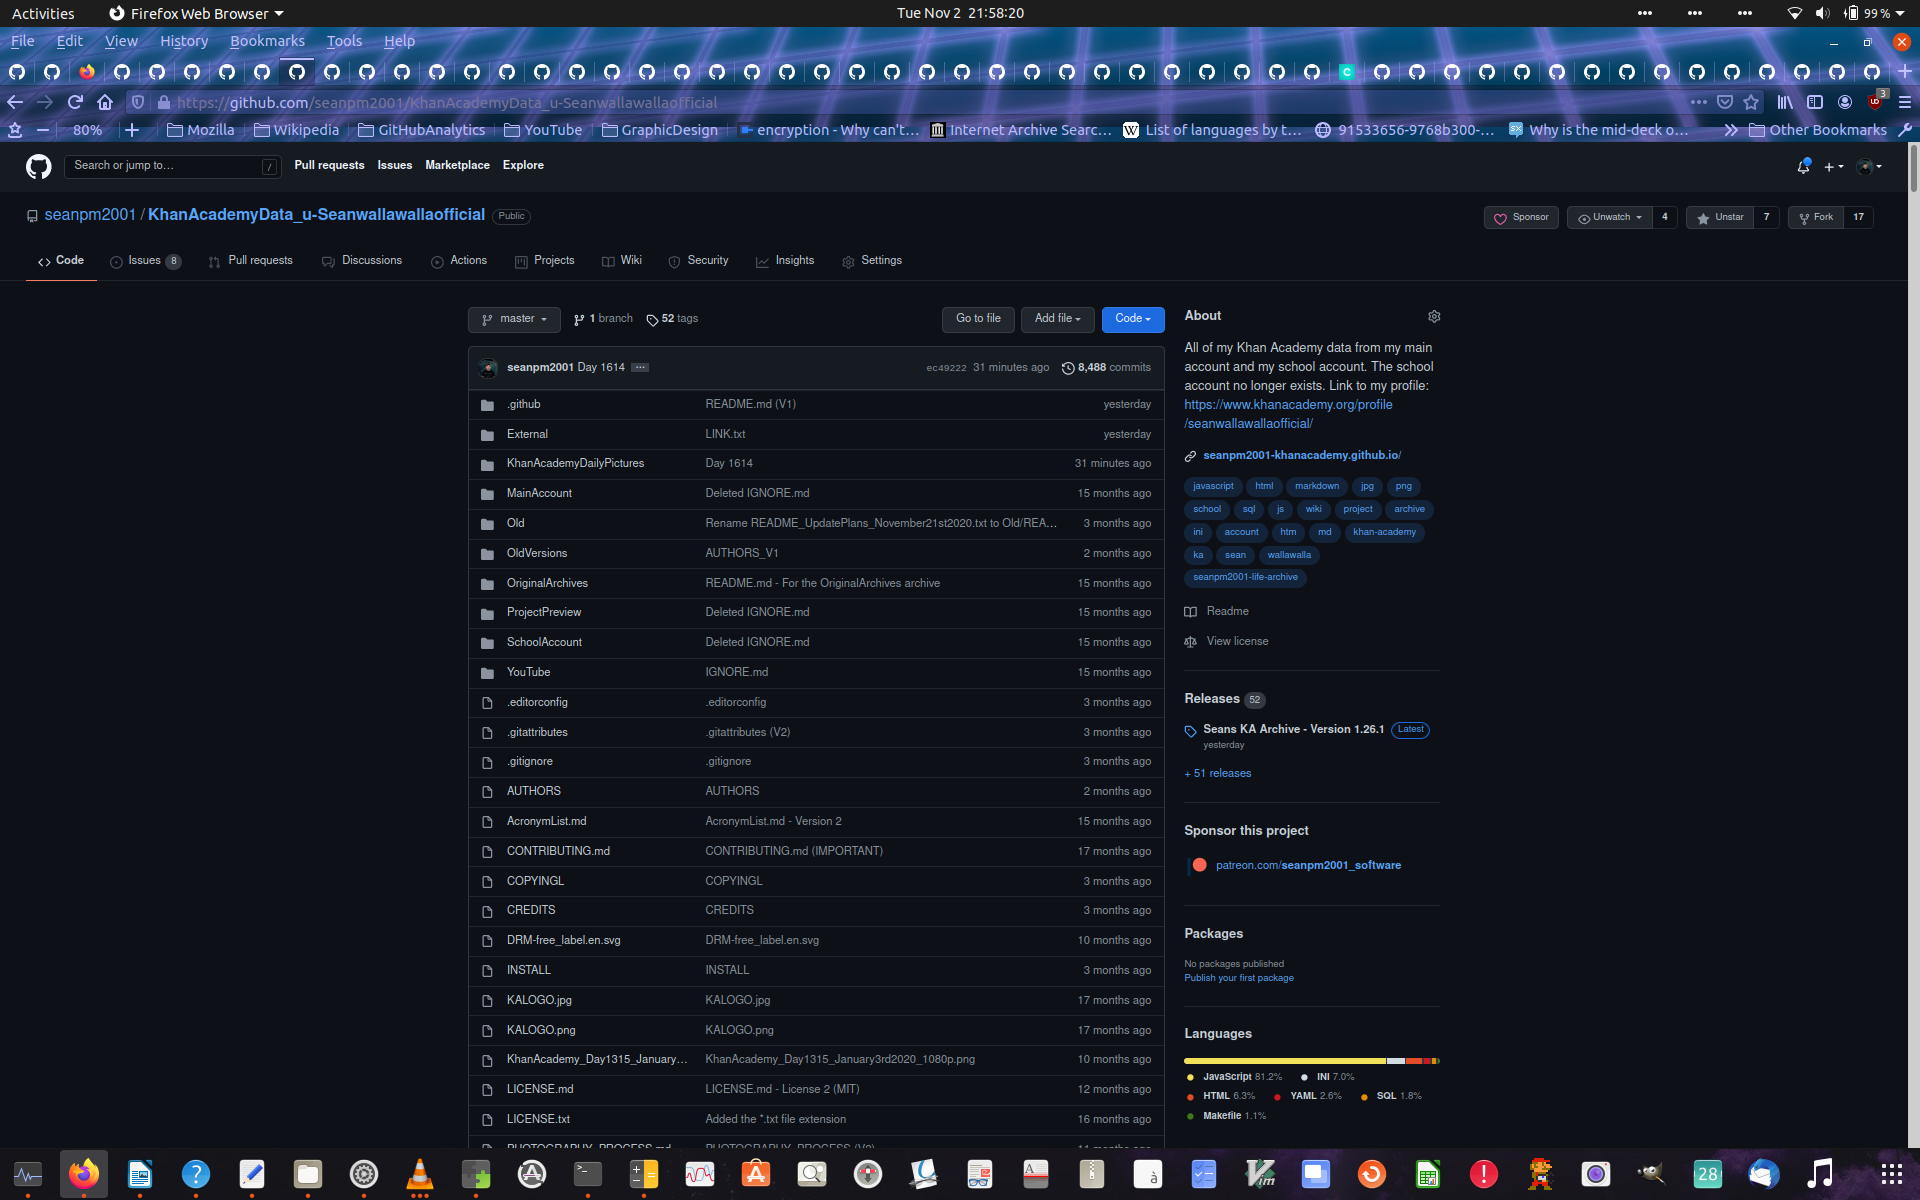 Activities
Firefox Web Browser
Tue Nov 2  21:58:20
99 %
File Edit View History Bookmarks Tools Help
https://github.com/seanpm2001/KhanAcademyData_u-Seanwallawallaofficial
3
80%
Mozilla
Wikipedia
GitHubAnalytics
YouTube
GraphicDesign
encryption - Why can't…
Internet Archive Searc…
List of languages by t…
91533656-9768b300-…
Why is the mid-deck o…
Other Bookmarks
Search or jump to…
/
Pull requests Issues Marketplace Explore
seanpm2001 / KhanAcademyData_u-Seanwallawallaofficial Public
Sponsor
Unwatch 4
Unstar 7
Fork 17
Code
Issues 8
Pull requests
Discussions
Actions
Projects
Wiki
Security
Insights
Settings
master
1 branch
52 tags
Go to file
Add file
Code
seanpm2001 Day 1614 ...
ec49222 31 minutes ago
8,488 commits
.github README.md (V1) yesterday
External LINK.txt yesterday
KhanAcademyDailyPictures Day 1614 31 minutes ago
MainAccount Deleted IGNORE.md 15 months ago
Old Rename README_UpdatePlans_November21st2020.txt to Old/REA… 3 months ago
OldVersions AUTHORS_V1 2 months ago
OriginalArchives README.md - For the OriginalArchives archive 15 months ago
ProjectPreview Deleted IGNORE.md 15 months ago
SchoolAccount Deleted IGNORE.md 15 months ago
YouTube IGNORE.md 15 months ago
.editorconfig .editorconfig 3 months ago
.gitattributes .gitattributes (V2) 3 months ago
.gitignore .gitignore 3 months ago
AUTHORS AUTHORS 2 months ago
AcronymList.md AcronymList.md - Version 2 15 months ago
CONTRIBUTING.md CONTRIBUTING.md (IMPORTANT) 17 months ago
COPYINGL COPYINGL 3 months ago
CREDITS CREDITS 3 months ago
DRM-free_label.en.svg DRM-free_label.en.svg 10 months ago
INSTALL INSTALL 3 months ago
KALOGO.jpg KALOGO.jpg 17 months ago
KALOGO.png KALOGO.png 17 months ago
KhanAcademy_Day1315_January… KhanAcademy_Day1315_January3rd2020_1080p.png 10 months ago
LICENSE.md LICENSE.md - License 2 (MIT) 12 months ago
LICENSE.txt Added the *.txt file extension 16 months ago
PHOTOGRAPHY_PROCESS.md PHOTOGRAPHY_PROCESS (V2) 11 months ago
About
All of my Khan Academy data from my main
account and my school account. The school
account no longer exists. Link to my profile:
https://www.khanacademy.org/profile
/seanwallawallaofficial/
seanpm2001-khanacademy.github.io/
javascript html markdown jpg png
school sql js wiki project archive
ini account htm md khan-academy
ka sean wallawalla
seanpm2001-life-archive
Readme
View license
Releases 52
Seans KA Archive - Version 1.26.1 Latest
yesterday
+ 51 releases
Sponsor this project
patreon.com/seanpm2001_software
Packages
No packages published
Publish your first package
Languages
JavaScript 81.2% INI 7.0%
HTML 6.3% YAML 2.6% SQL 1.8%
Makefile 1.1%
28